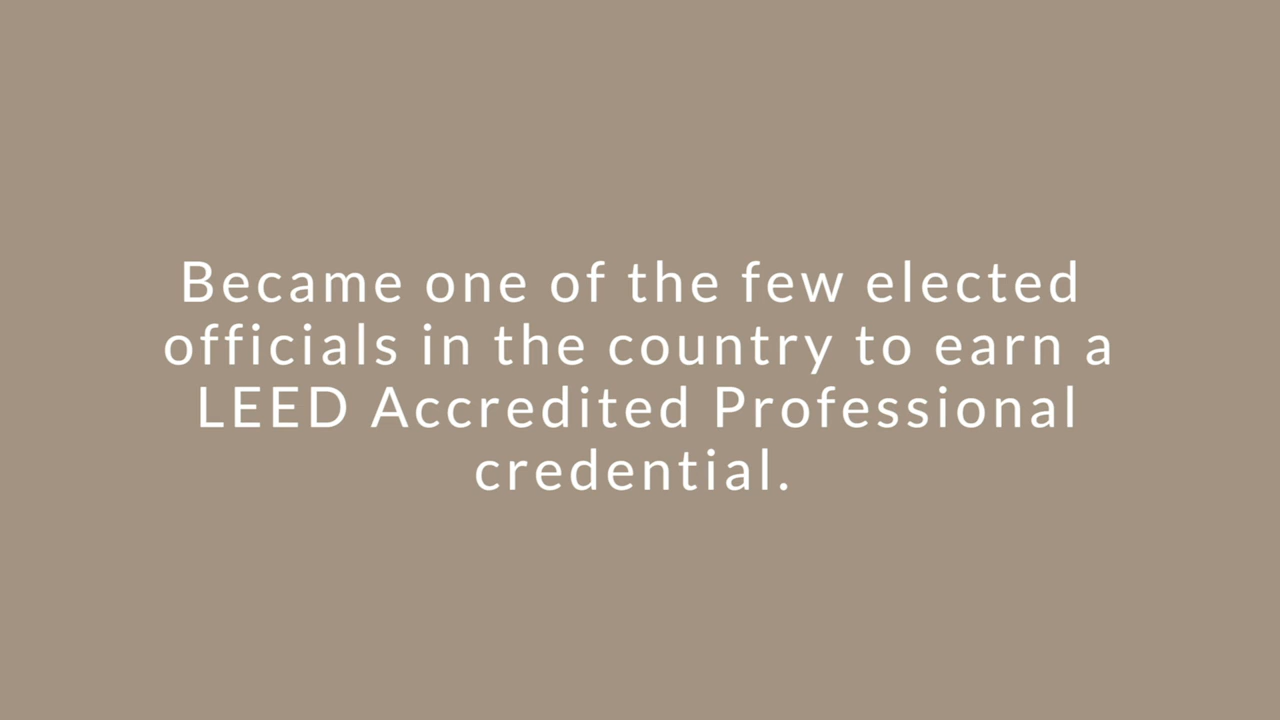 Became one of the few elected
officials in the country to earn a
LEED Accredited Professional
credential.